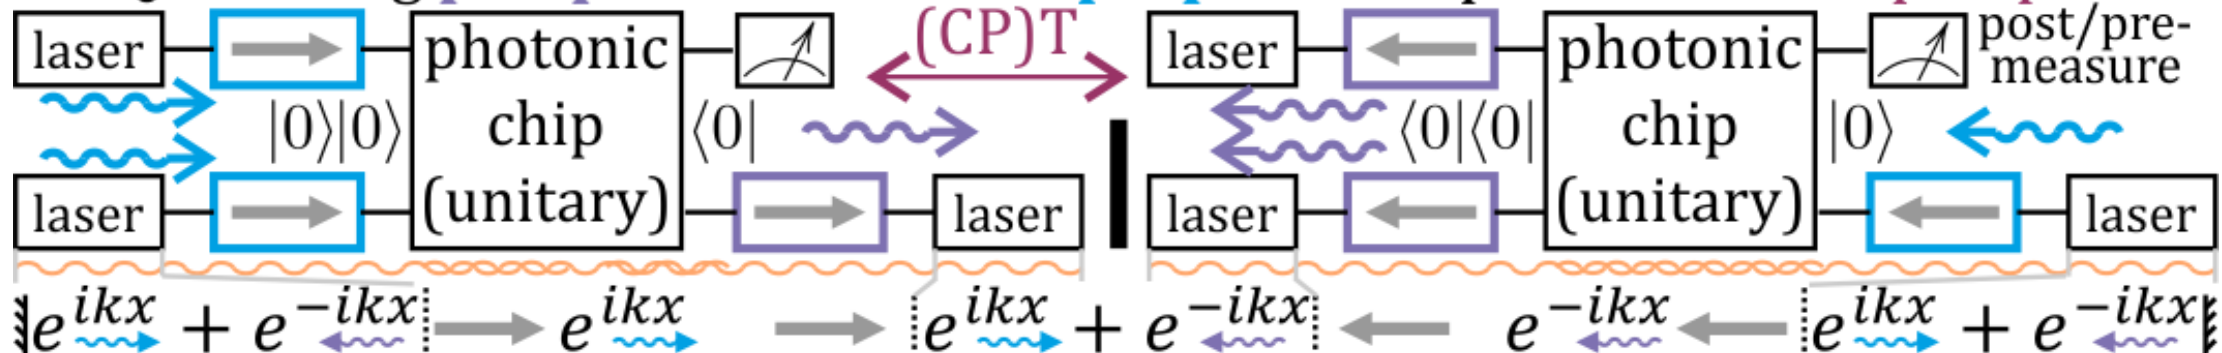 laser
photonic
chip
(unitary)
|0⟩|0⟩
⟨0|
laser
laser
(CP)T
laser
photonic
chip
(unitary)
post/pre-
measure
⟨0|⟨0|
|0⟩
laser
laser
e^{ikx} + e^{-ikx}
e^{ikx}
e^{ikx} + e^{-ikx}
e^{-ikx}
e^{ikx} + e^{-ikx}